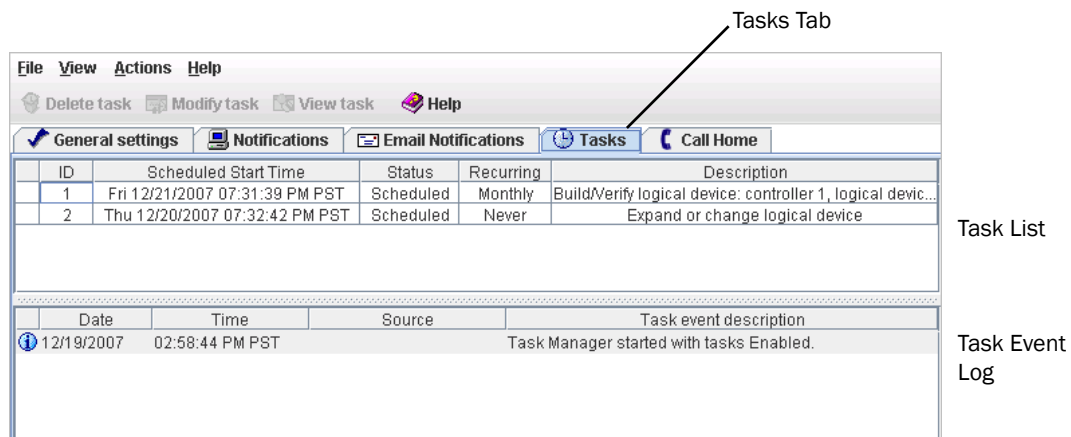 Tasks Tab
File View Actions Help
Delete task Modify task View task Help
General settings Notifications Email Notifications Tasks Call Home
ID Scheduled Start Time Status Recurring Description
1 Fri 12/21/2007 07:31:39 PM PST Scheduled Monthly Build/Verify logical device: controller 1, logical devic...
2 Thu 12/20/2007 07:32:42 PM PST Scheduled Never Expand or change logical device
Task List
Date Time Source Task event description
12/19/2007 02:58:44 PM PST Task Manager started with tasks Enabled.
Task Event
Log